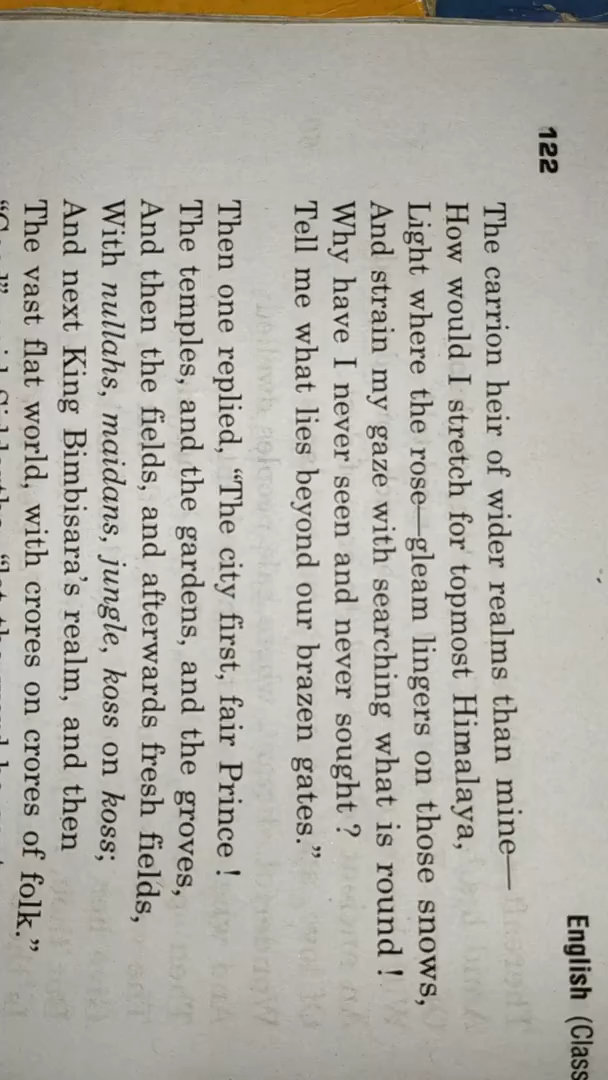 122
English (Class
The carrion heir of wider realms than mine—
How would I stretch for topmost Himalaya,
Light where the rose—gleam lingers on those snows,
And strain my gaze with searching what is round !
Why have I never seen and never sought ?
Tell me what lies beyond our brazen gates.”
Then one replied, “The city first, fair Prince !
The temples, and the gardens, and the groves,
And then the fields, and afterwards fresh fields,
With nullahs, maidans, jungle, koss on koss;
And next King Bimbisara’s realm, and then
The vast flat world, with crores on crores of folk.”